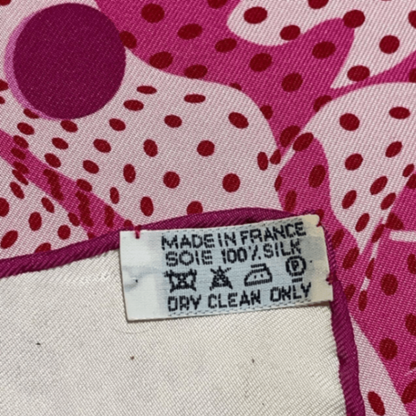 MADE IN FRANCE
SOIE 100% SILK
P
DRY CLEAN ONLY